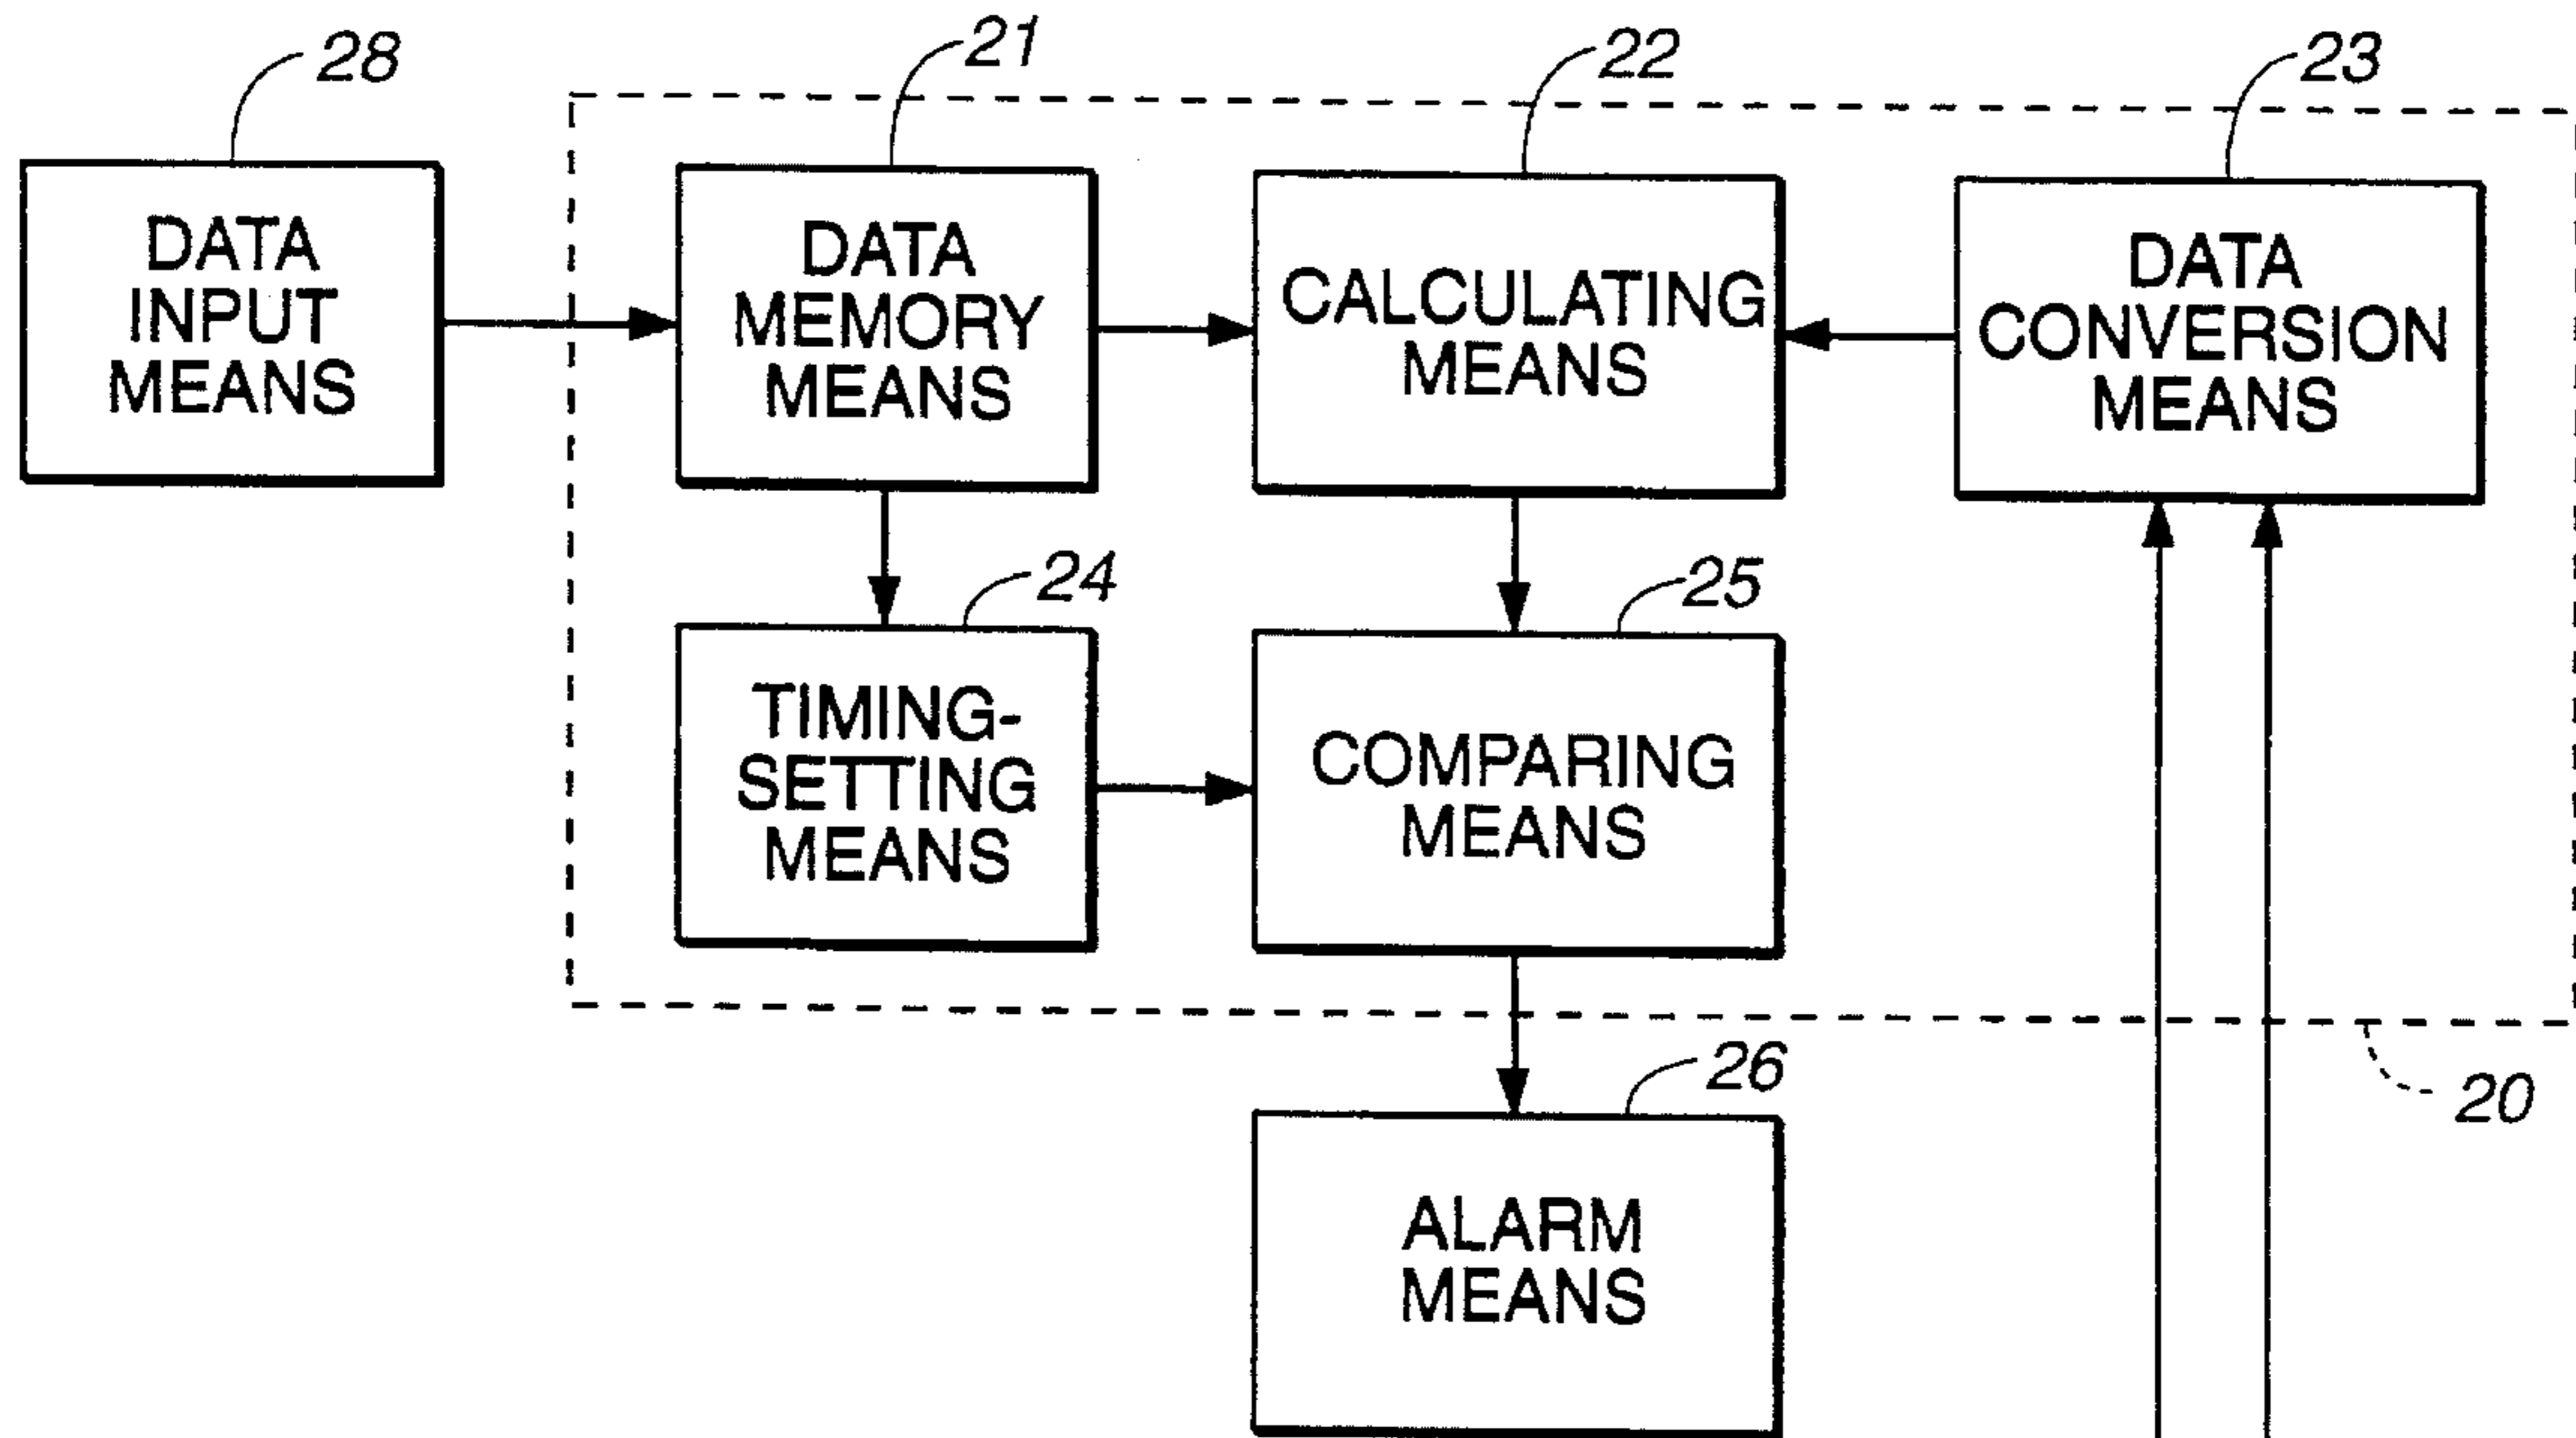 28
21
22
23
DATA
INPUT
MEANS
DATA
MEMORY
MEANS
CALCULATING
MEANS
DATA
CONVERSION
MEANS
24
25
TIMING-
SETTING
MEANS
COMPARING
MEANS
26
20
ALARM
MEANS